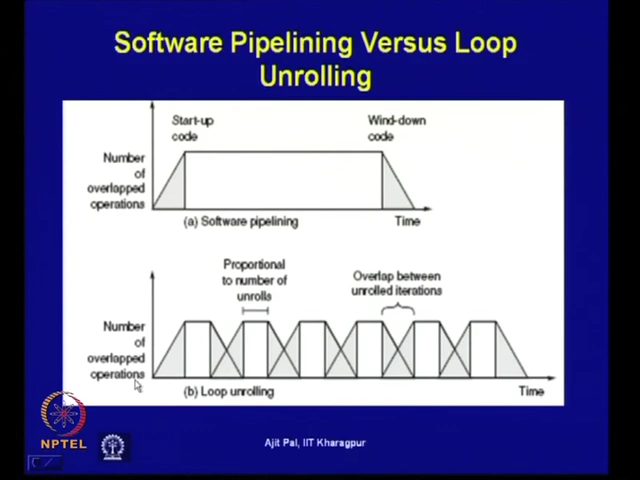 Software Pipelining Versus Loop
Unrolling
Start-up
code
Wind-down
code
Number
of
overlapped
operations
(a) Software pipelining
Time
Proportional
to number of
unrolls
Overlap between
unrolled iterations
Number
of
overlapped
operations
(b) Loop unrolling
Time
NPTEL
Ajit Pal, IIT Kharagpur